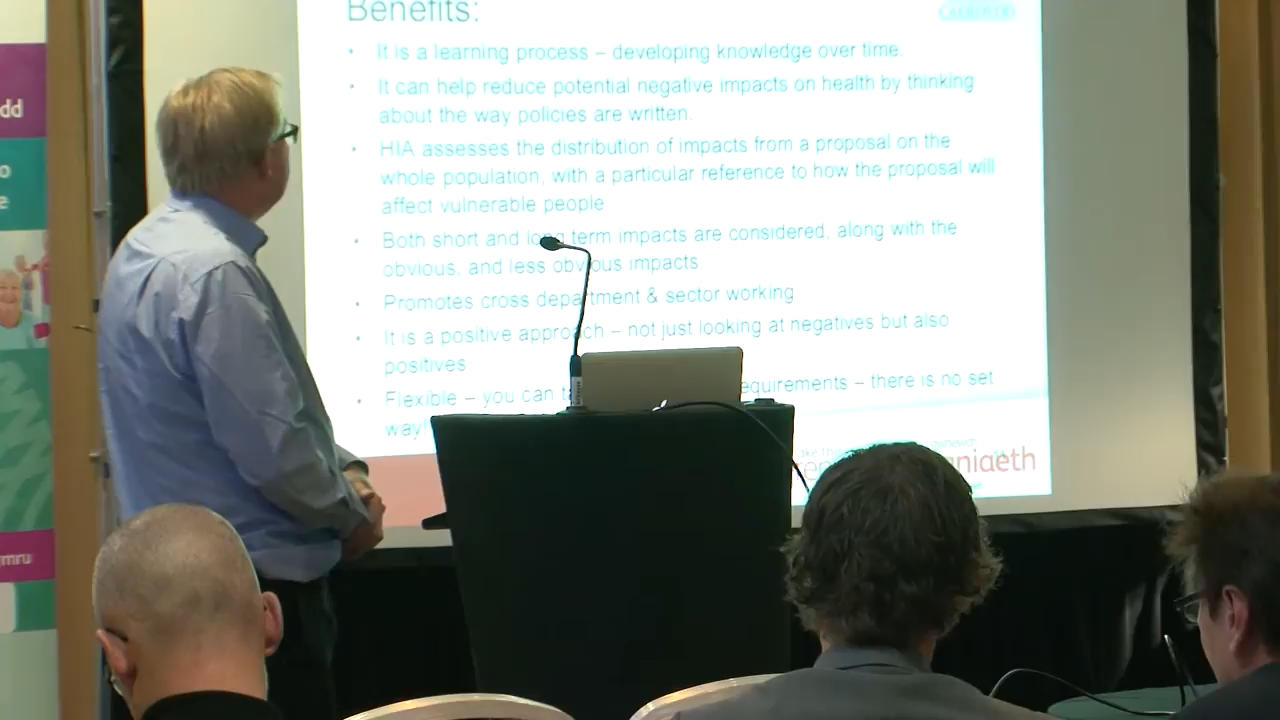 Benefits:
It is a learning process – developing knowledge over time.
It can help reduce potential negative impacts on health by thinking
about the way policies are written.
HIA assesses the distribution of impacts from a proposal on the
whole population, with a particular reference to how the proposal will
affect vulnerable people
Both short and long term impacts are considered, along with the
obvious, and less obvious impacts
Promotes cross department & sector working
It is a positive approach – not just looking at negatives but also
positives
Flexible – you can equirements – there is no set
way!
niaeth
dd
o
e
mru